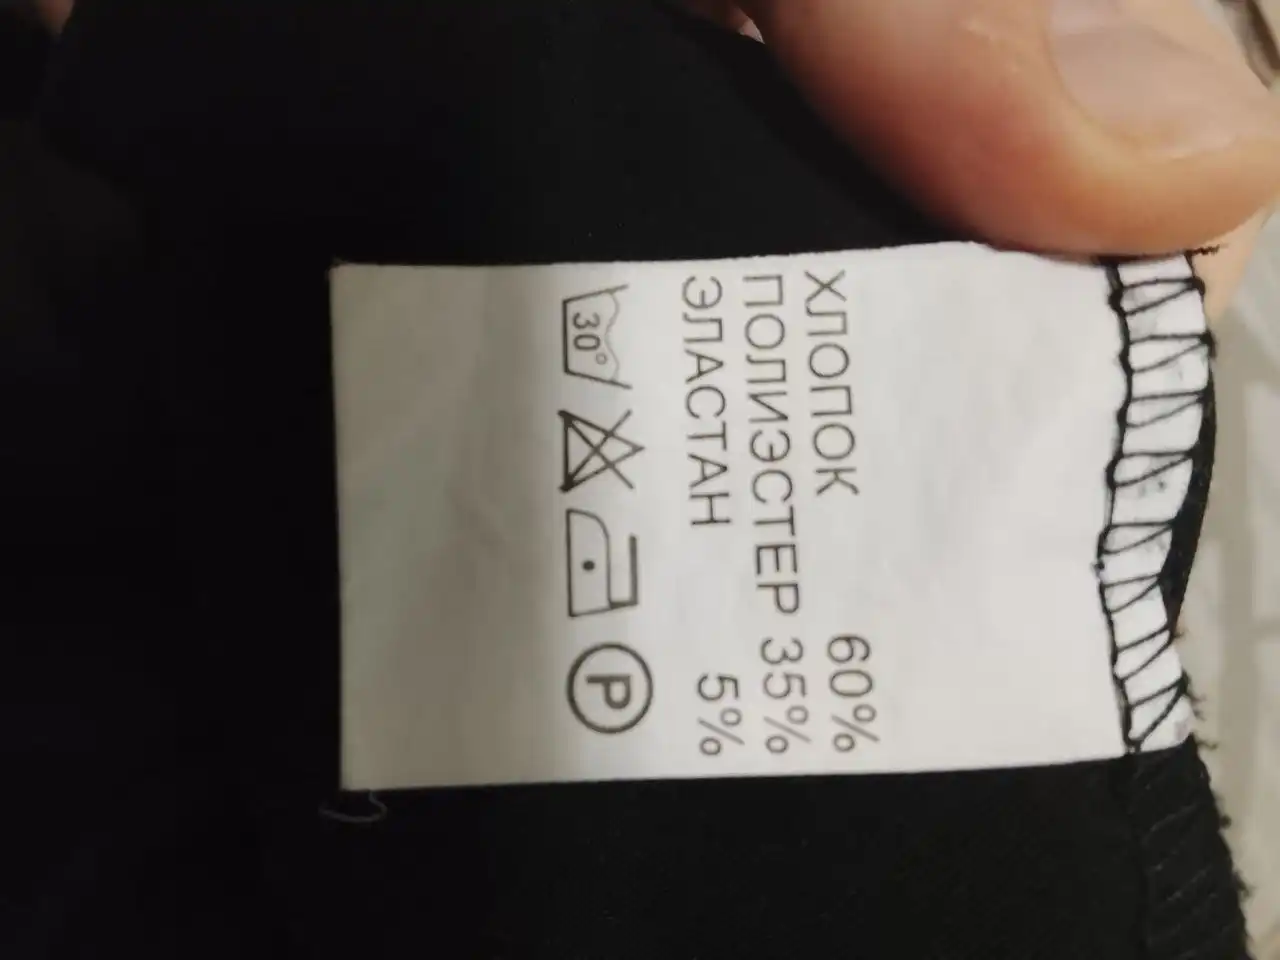 ХЛОПОК 60%
ПОЛИЭСТЕР 35%
ЭЛАСТАН 5%
30° P